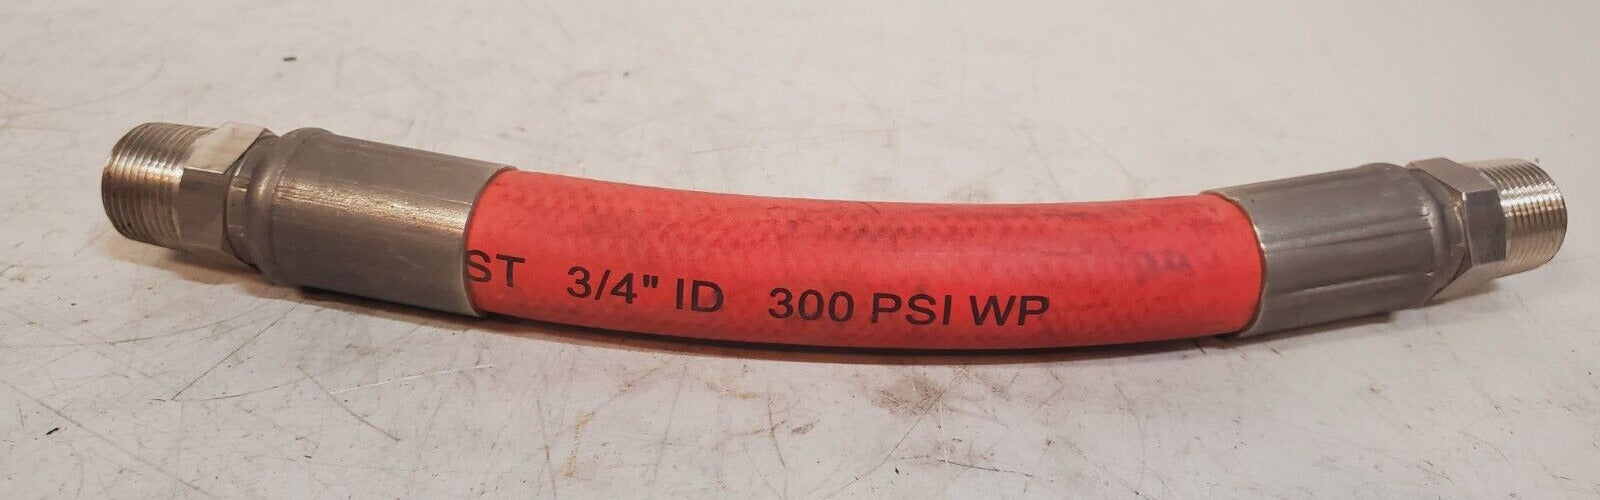 ST 3/4" ID 300 PSI WP